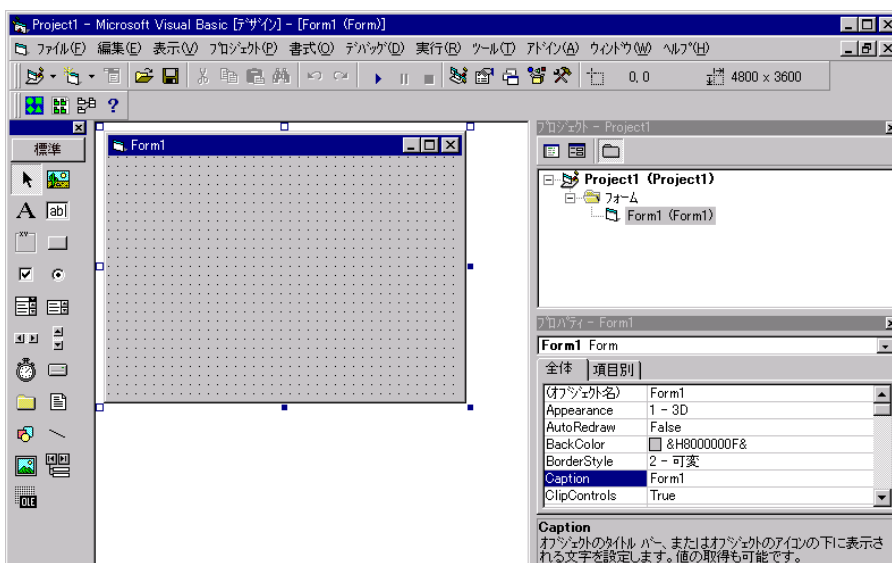 Project1 - Microsoft Visual Basic [ﾃﾞｻﾞｲﾝ] - [Form1 (Form)]
ﾌｧｲﾙ(F) 編集(E) 表示(V) ﾌﾟﾛｼﾞｪｸﾄ(P) 書式(O) ﾃﾞﾊﾞｯｸﾞ(D) 実行(R) ﾂｰﾙ(T) ｱﾄﾞｲﾝ(A) ｳｨﾝﾄﾞｳ(W) ﾍﾙﾌﾟ(H)
0, 0 4800 × 3600
標準
A ab|
XY
OLE
Form1
ﾌﾟﾛｼﾞｪｸﾄ - Project1
Project1 (Project1)
ﾌｫｰﾑ
Form1 (Form1)
ﾌﾟﾛﾊﾟﾃｨ - Form1
Form1 Form
全体 項目別
(ｵﾌﾞｼﾞｪｸﾄ名) Form1
Appearance 1 - 3D
AutoRedraw False
BackColor &H8000000F&
BorderStyle 2 - 可変
Caption Form1
ClipControls True
Caption
ｵﾌﾞｼﾞｪｸﾄのﾀｲﾄﾙ ﾊﾞｰ、またはｵﾌﾞｼﾞｪｸﾄのｱｲｺﾝの下に表示さ
れる文字を設定します。値の取得も可能です。